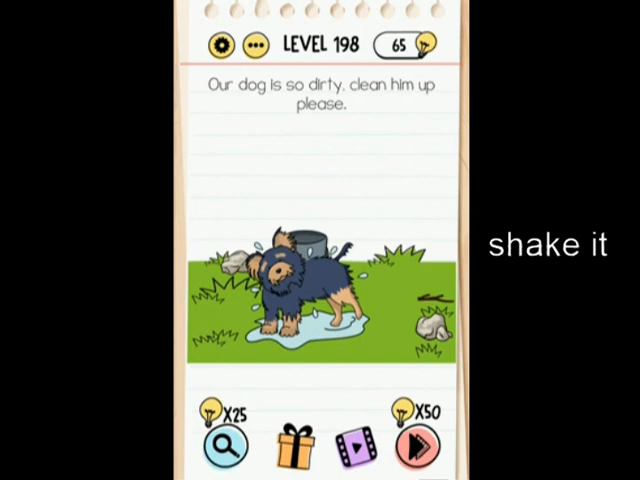 LEVEL 198
65
Our dog is so dirty, clean him up
please.
shake it
X25
X50